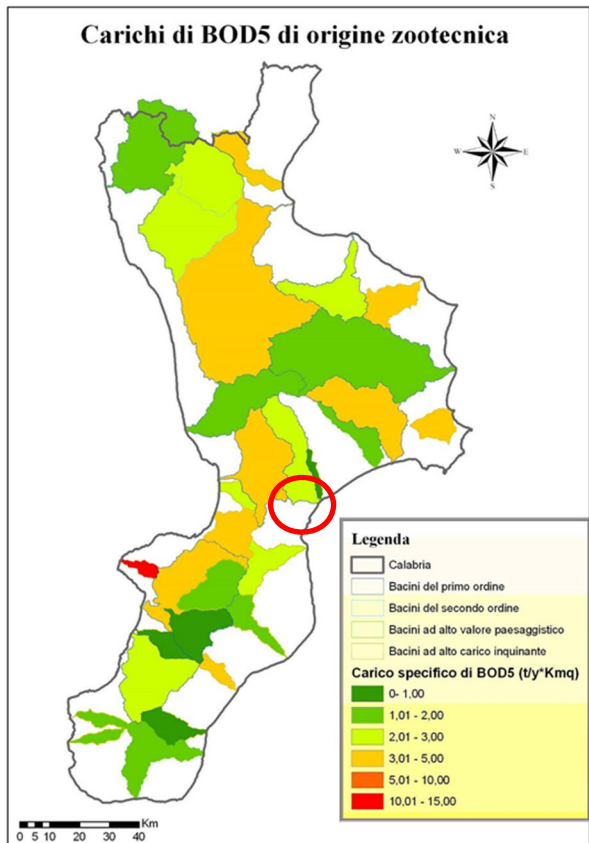 Carichi di BOD5 di origine zootecnica
N
W E
S
Legenda
Calabria
Bacini del primo ordine
Bacini del secondo ordine
Bacini ad alto valore paesaggistico
Bacini ad alto carico inquinante
Carico specifico di BOD5 (t/y*Kmq)
0- 1,00
1,01 - 2,00
2,01 - 3,00
3,01 - 5,00
5,01 - 10,00
10,01 - 15,00
Km
0 5 10 20 30 40